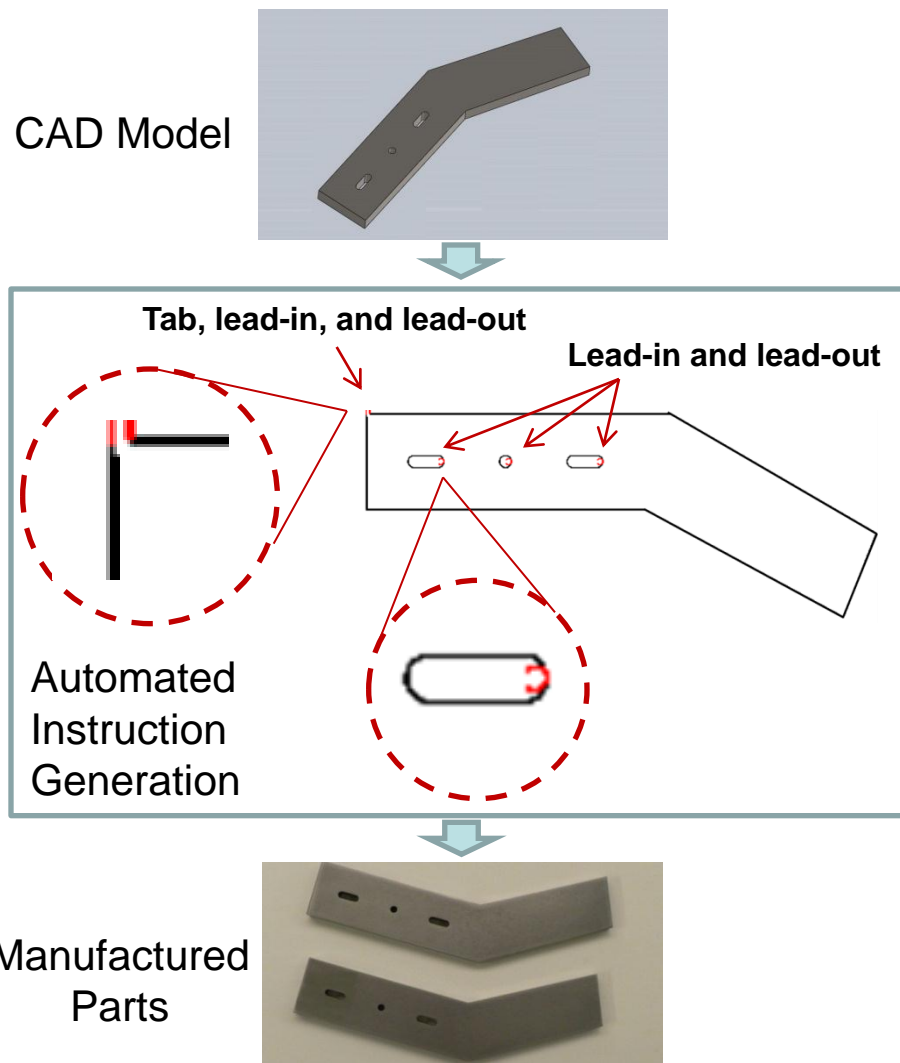 CAD Model
Tab, lead-in, and lead-out
Lead-in and lead-out
Automated
Instruction
Generation
Manufactured
Parts